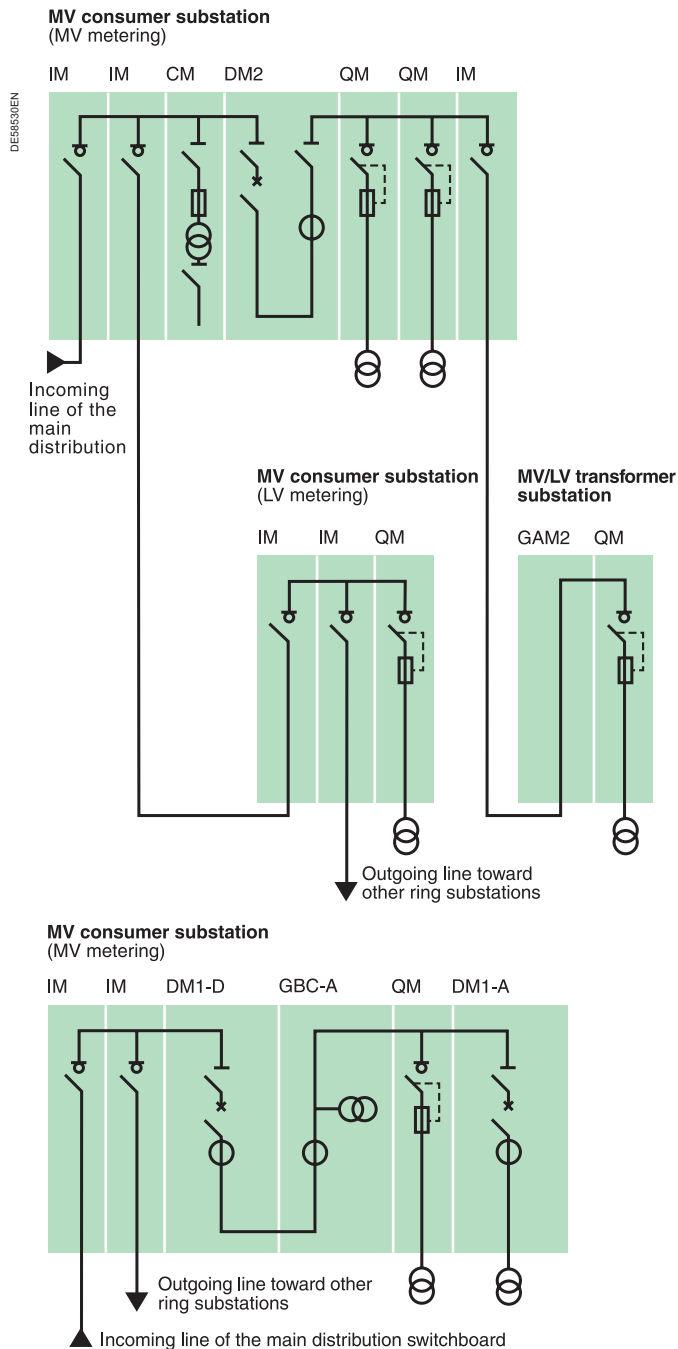 MV consumer substation
(MV metering)
IM IM CM DM2 QM QM IM
DE58530EN
Incoming
line of the
main
distribution
MV consumer substation
(LV metering)
IM IM QM
MV/LV transformer
substation
GAM2 QM
Outgoing line toward
other ring substations
MV consumer substation
(MV metering)
IM IM DM1-D GBC-A QM DM1-A
Outgoing line toward other
ring substations
Incoming line of the main distribution switchboard